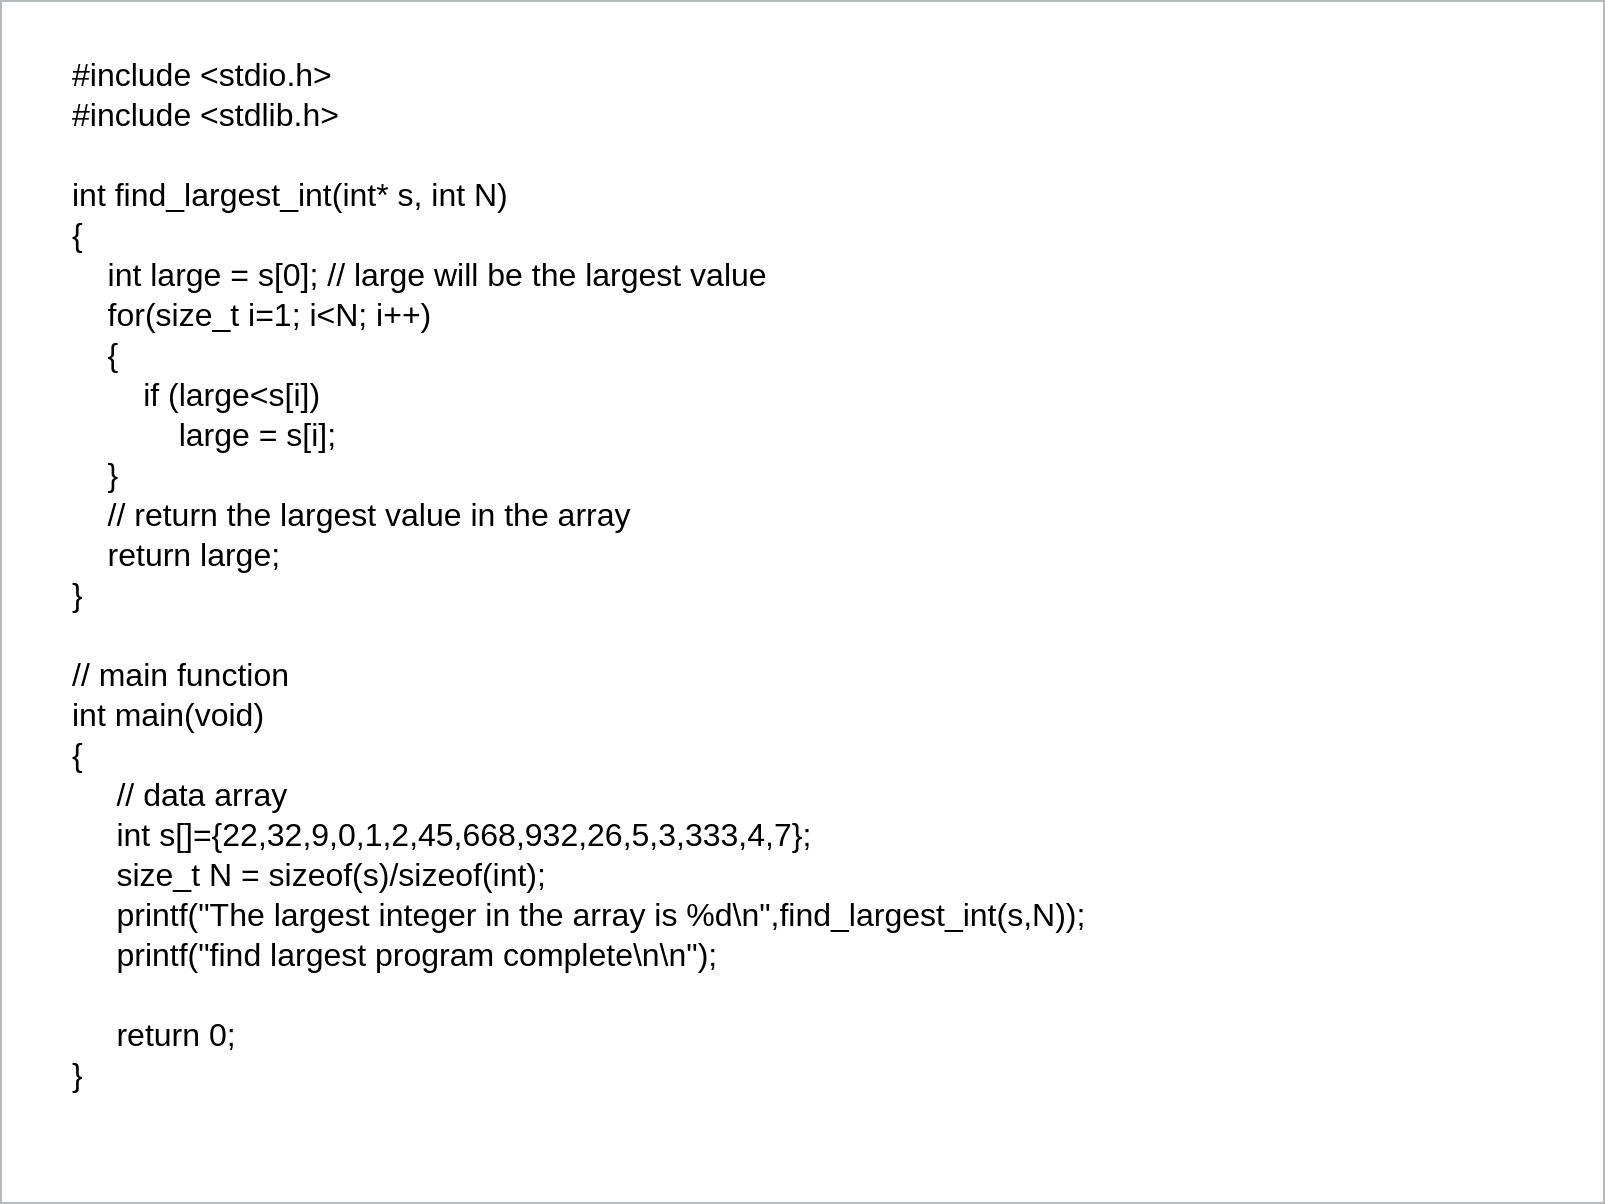 #include <stdio.h>
#include <stdlib.h>
int find_largest_int(int* s, int N)
{
int large = s[0]; // large will be the largest value
for(size_t i=1; i<N; i++)
{
if (large<s[i])
large = s[i];
}
// return the largest value in the array
return large;
}
// main function
int main(void)
{
// data array
int s[]={22,32,9,0,1,2,45,668,932,26,5,3,333,4,7};
size_t N = sizeof(s)/sizeof(int);
printf("The largest integer in the array is %d\n",find_largest_int(s,N));
printf("find largest program complete\n\n");
return 0;
}